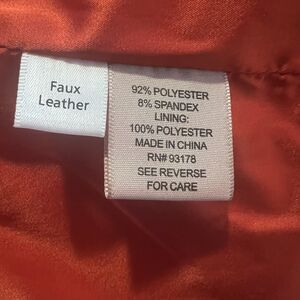 Faux
Leather
92% POLYESTER
8% SPANDEX
LINING:
100% POLYESTER
MADE IN CHINA
RN# 93178
SEE REVERSE
FOR CARE